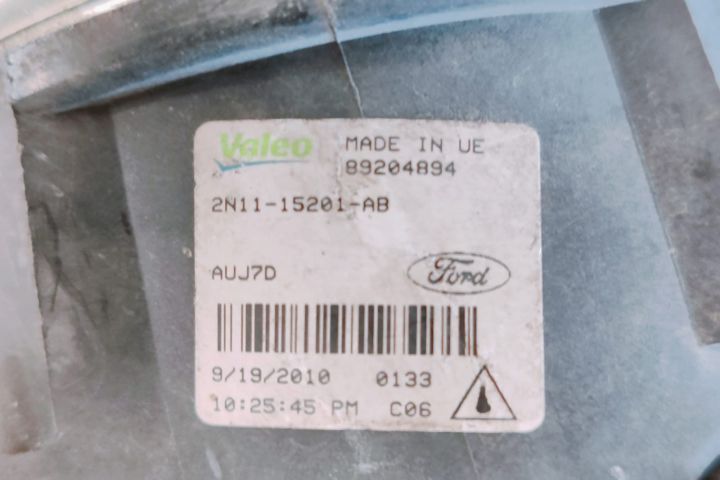 Valeo MADE IN UE
89204894
2N11-15201-AB
AUJ7D Ford
9/19/2010 0133
10:25:45 PM C06